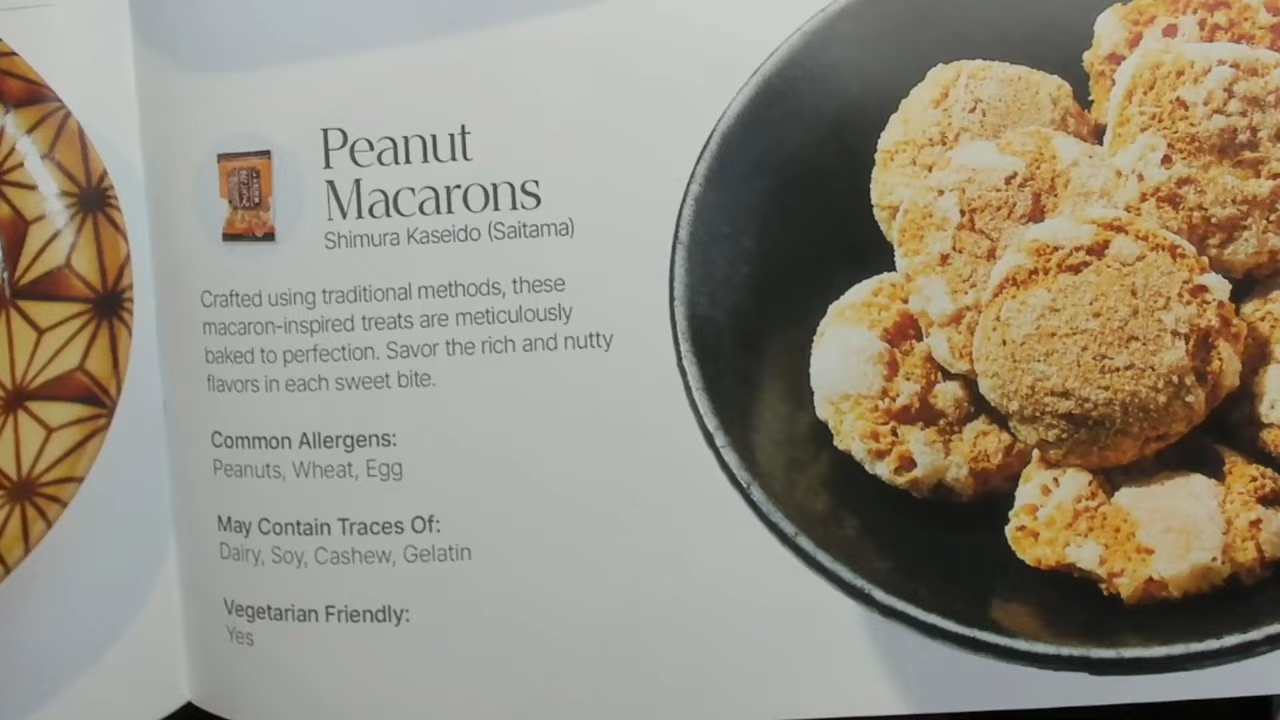 Peanut
Macarons
Shimura Kaseido (Saitama)
Crafted using traditional methods, these
macaron-inspired treats are meticulously
baked to perfection. Savor the rich and nutty
flavors in each sweet bite.
Common Allergens:
Peanuts, Wheat, Egg
May Contain Traces Of:
Dairy, Soy, Cashew, Gelatin
Vegetarian Friendly:
Yes